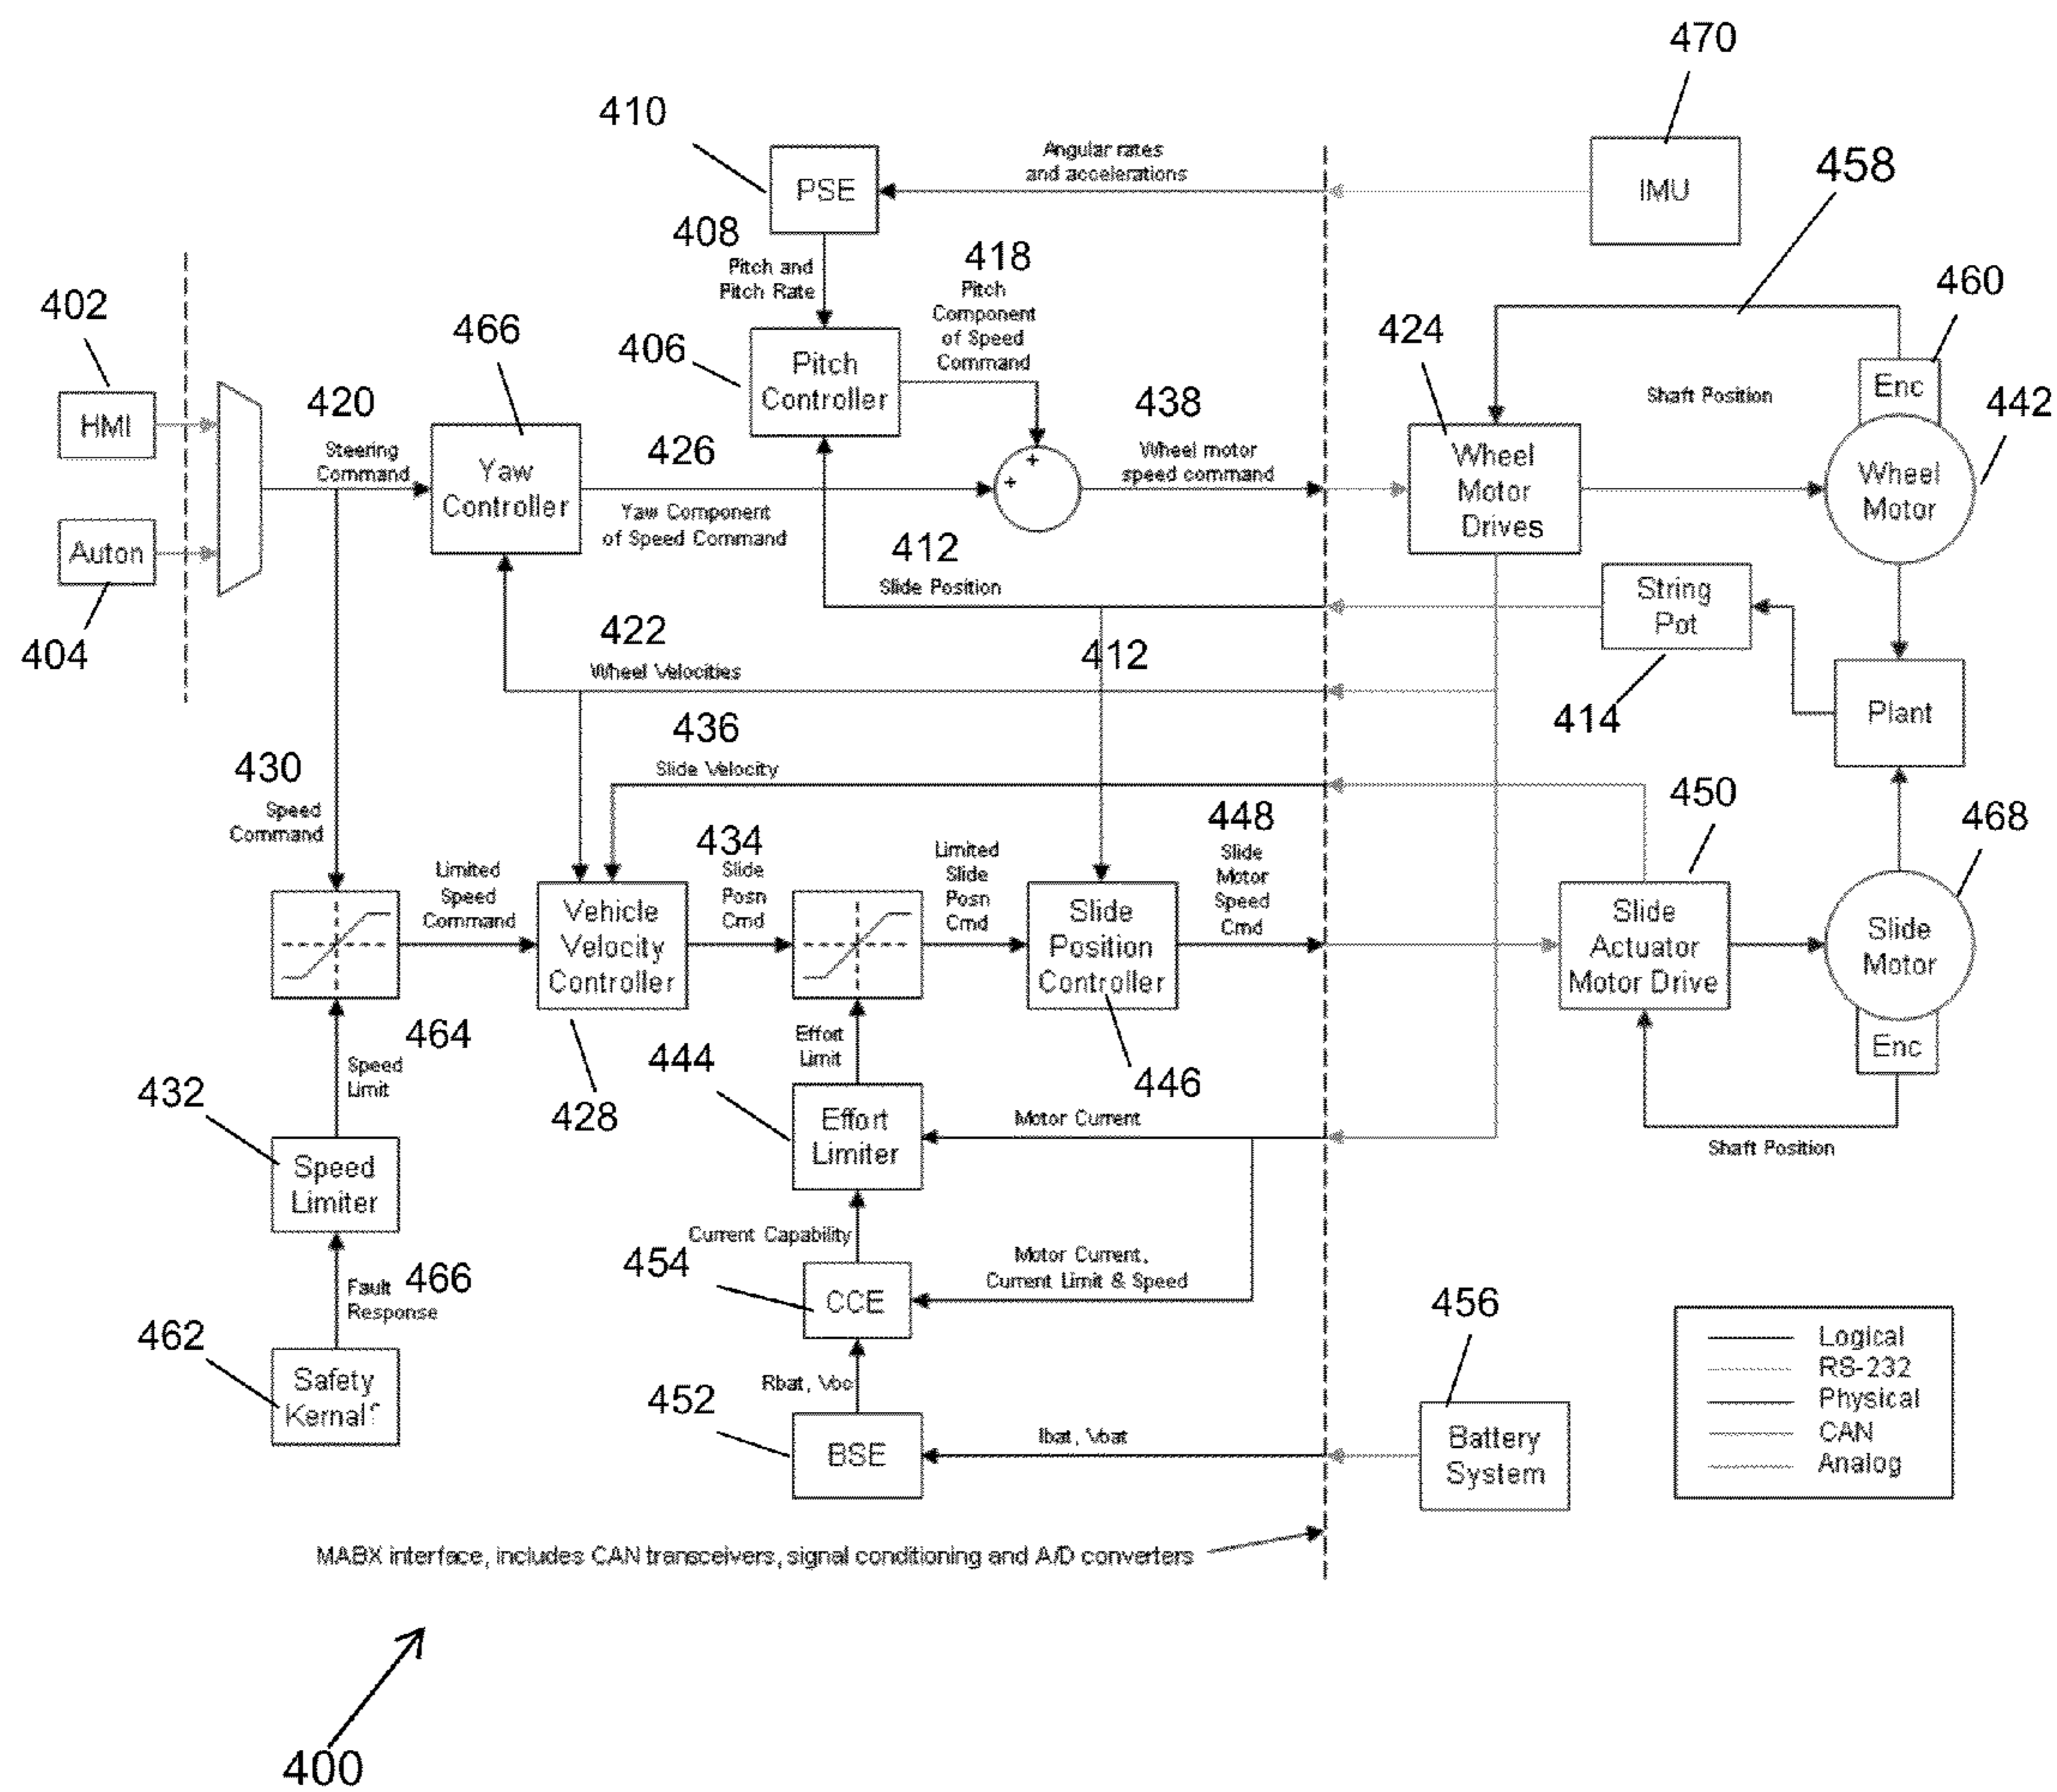 470
410
Angular rates
and accelerations
PSE
IMU
458
408
Pitch and
Pitch Rate
418
Pitch
Component
of Speed
Command
460
402
466
406
Pitch
Controller
424
Enc
442
Shaft Position
HMI
420
Steering
Command
Yaw
Controller
426
Yaw Component
of Speed Command
+
+
438
Wheel motor
speed command
Wheel
Motor
Drives
Wheel
Motor
Auton
404
412
Slide Position
String
Pot
414
422
Wheel Velocities
412
Plant
436
Slide Velocity
430
Speed
Command
450
468
Limited
Speed
Command
434
Slide
Posn
Cmd
Limited
Slide
Posn
Cmd
448
Slide
Motor
Speed
Cmd
Vehicle
Velocity
Controller
Slide
Position
Controller
Slide
Actuator
Motor Drive
Slide
Motor
Enc
464
Speed
Limit
428
Effort
Limit
446
Shaft Position
432
Speed
Limiter
444
Effort
Limiter
Motor Current
Current Capability
454
CCE
Motor Current,
Current Limit & Speed
466
Fault
Response
462
Safety
Kernal?
Rbat, Voc
452
BSE
Ibat, Vbat
456
Battery
System
Logical
RS-232
Physical
CAN
Analog
MABX interface, includes CAN transceivers, signal conditioning and A/D converters
400